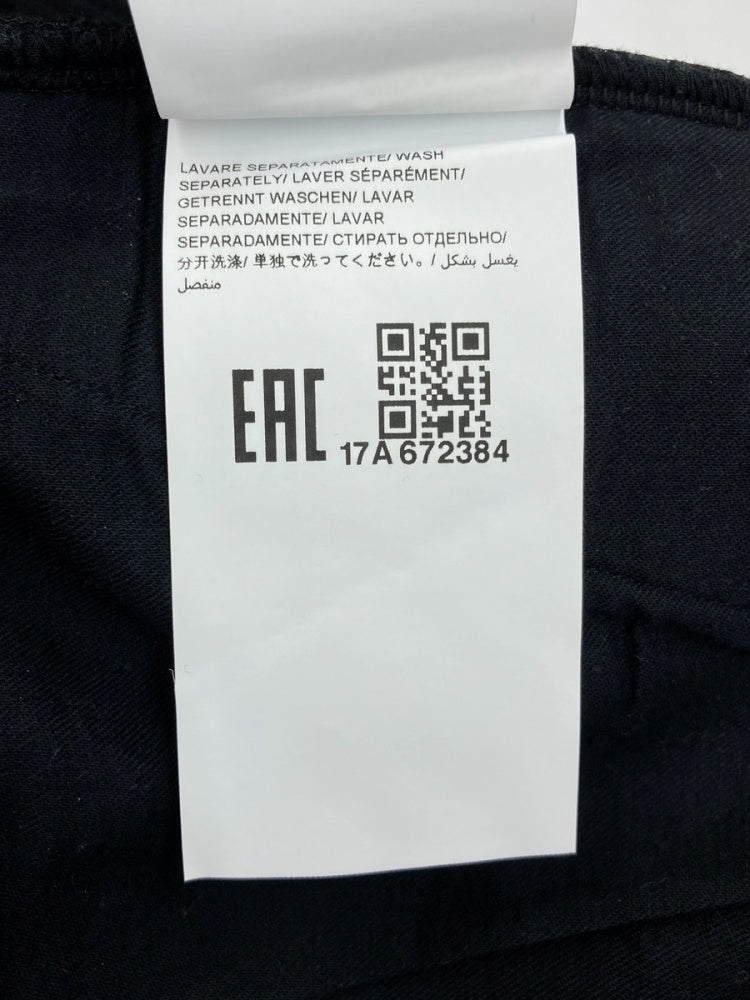 LAVARE SEPARATAMENTE/ WASH
SEPARATELY/ LAVER SÉPARÉMENT/
GETRENNT WASCHEN/ LAVAR
SEPARADAMENTE/ LAVAR
SEPARADAMENTE/ СТИРАТЬ ОТДЕЛЬНО/
分开洗涤/ 単独で洗ってください。/ يغسل بشكل
منفصل
EAC
17A 672384